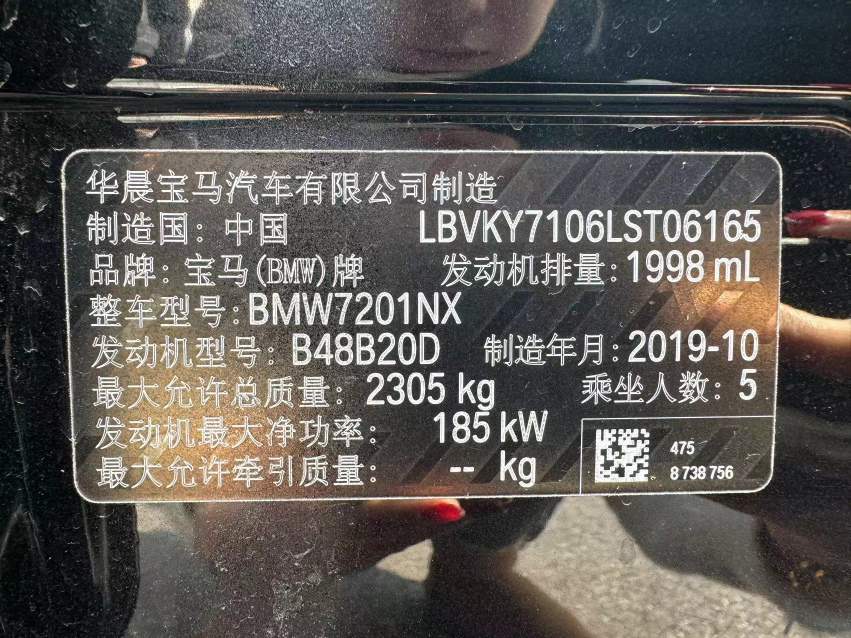 华晨宝马汽车有限公司制造
制造国: 中国 LBVKY7106LST06165
品牌: 宝马(BMW)牌 发动机排量: 1998 mL
整车型号: BMW7201NX
发动机型号: B48B20D 制造年月: 2019-10
最大允许总质量: 2305 kg 乘坐人数: 5
发动机最大净功率: 185 kW
最大允许牵引质量: -- kg
475
8 738 756